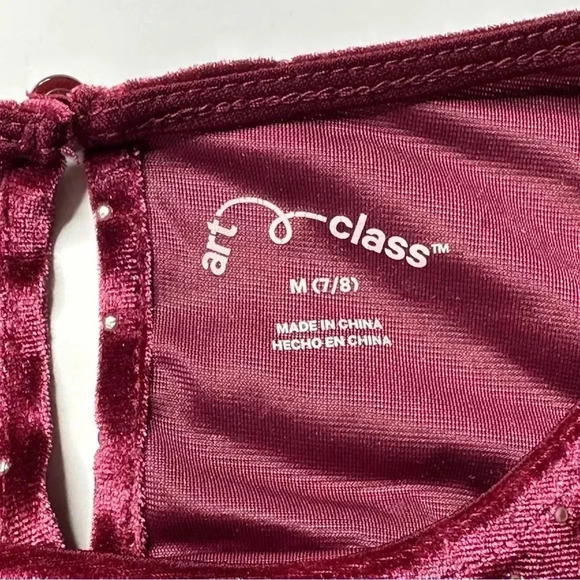 art class™
M (7/8)
MADE IN CHINA
HECHO EN CHINA